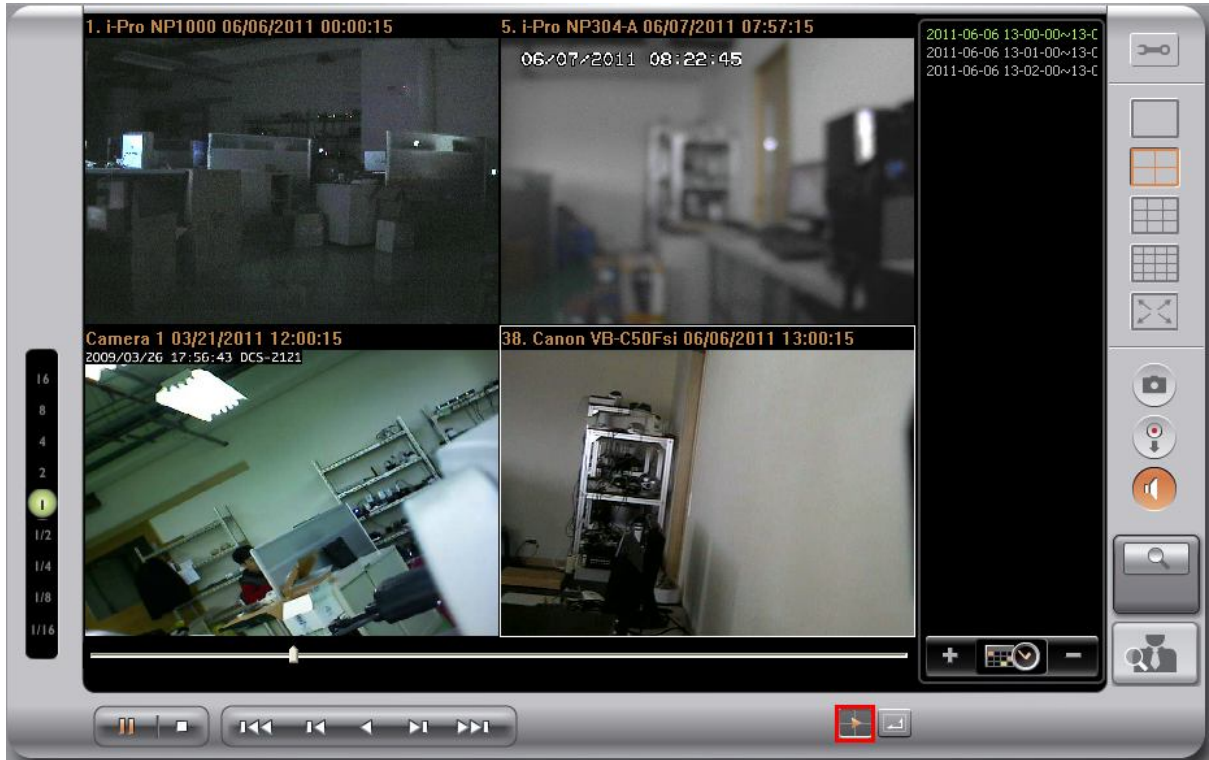 1. i-Pro NP1000 06/06/2011 00:00:15
5. i-Pro NP304-A 06/07/2011 07:57:15
06/07/2011 08:22:45
2011-06-06 13-00-00~13-0
2011-06-06 13-01-00~13-0
2011-06-06 13-02-00~13-0
Camera 1 03/21/2011 12:00:15
2009/03/26 17:56:43 DCS-2121
38. Canon VB-C50Fsi 06/06/2011 13:00:15
16
8
4
2
1
1/2
1/4
1/8
1/16